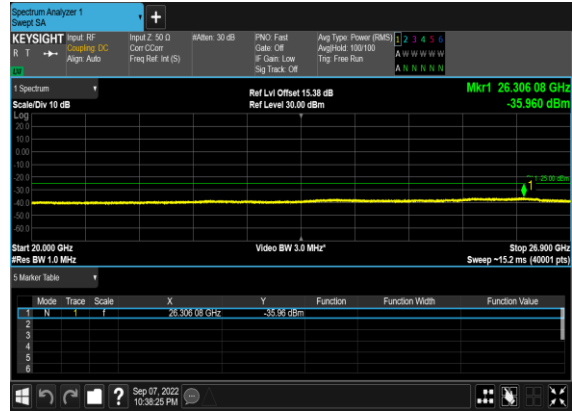 Spectrum Analyzer 1
Swept SA
+
KEYSIGHT Input: RF Input Z: 50 Ω #Atten: 30 dB PNO: Fast Avg Type: Power (RMS) 1 2 3 4 5 6
R T Coupling: DC Corr CCorr Gate: Off Avg|Hold: 100/100 A W W W W W
Align: Auto Freq Ref: Int (S) IF Gain: Low Trig: Free Run
Sig Track: Off A N N N N N
1 Spectrum Ref Lvl Offset 15.38 dB Mkr1 26.306 08 GHz
Scale/Div 10 dB Ref Level 30.00 dBm -35.960 dBm
Log
20.0
10.0
0.00
-10.0
-20.0
1 -25.00 dBm
-30.0 1
-40.0
-50.0
-60.0
Start 20.000 GHz Video BW 3.0 MHz* Stop 26.900 GHz
#Res BW 1.0 MHz Sweep ~15.2 ms (40001 pts)
5 Marker Table
Mode Trace Scale X Y Function Function Width Function Value
1 N 1 f 26.306 08 GHz -35.96 dBm
2
3
4
5
6
? Sep 07, 2022
10:38:25 PM